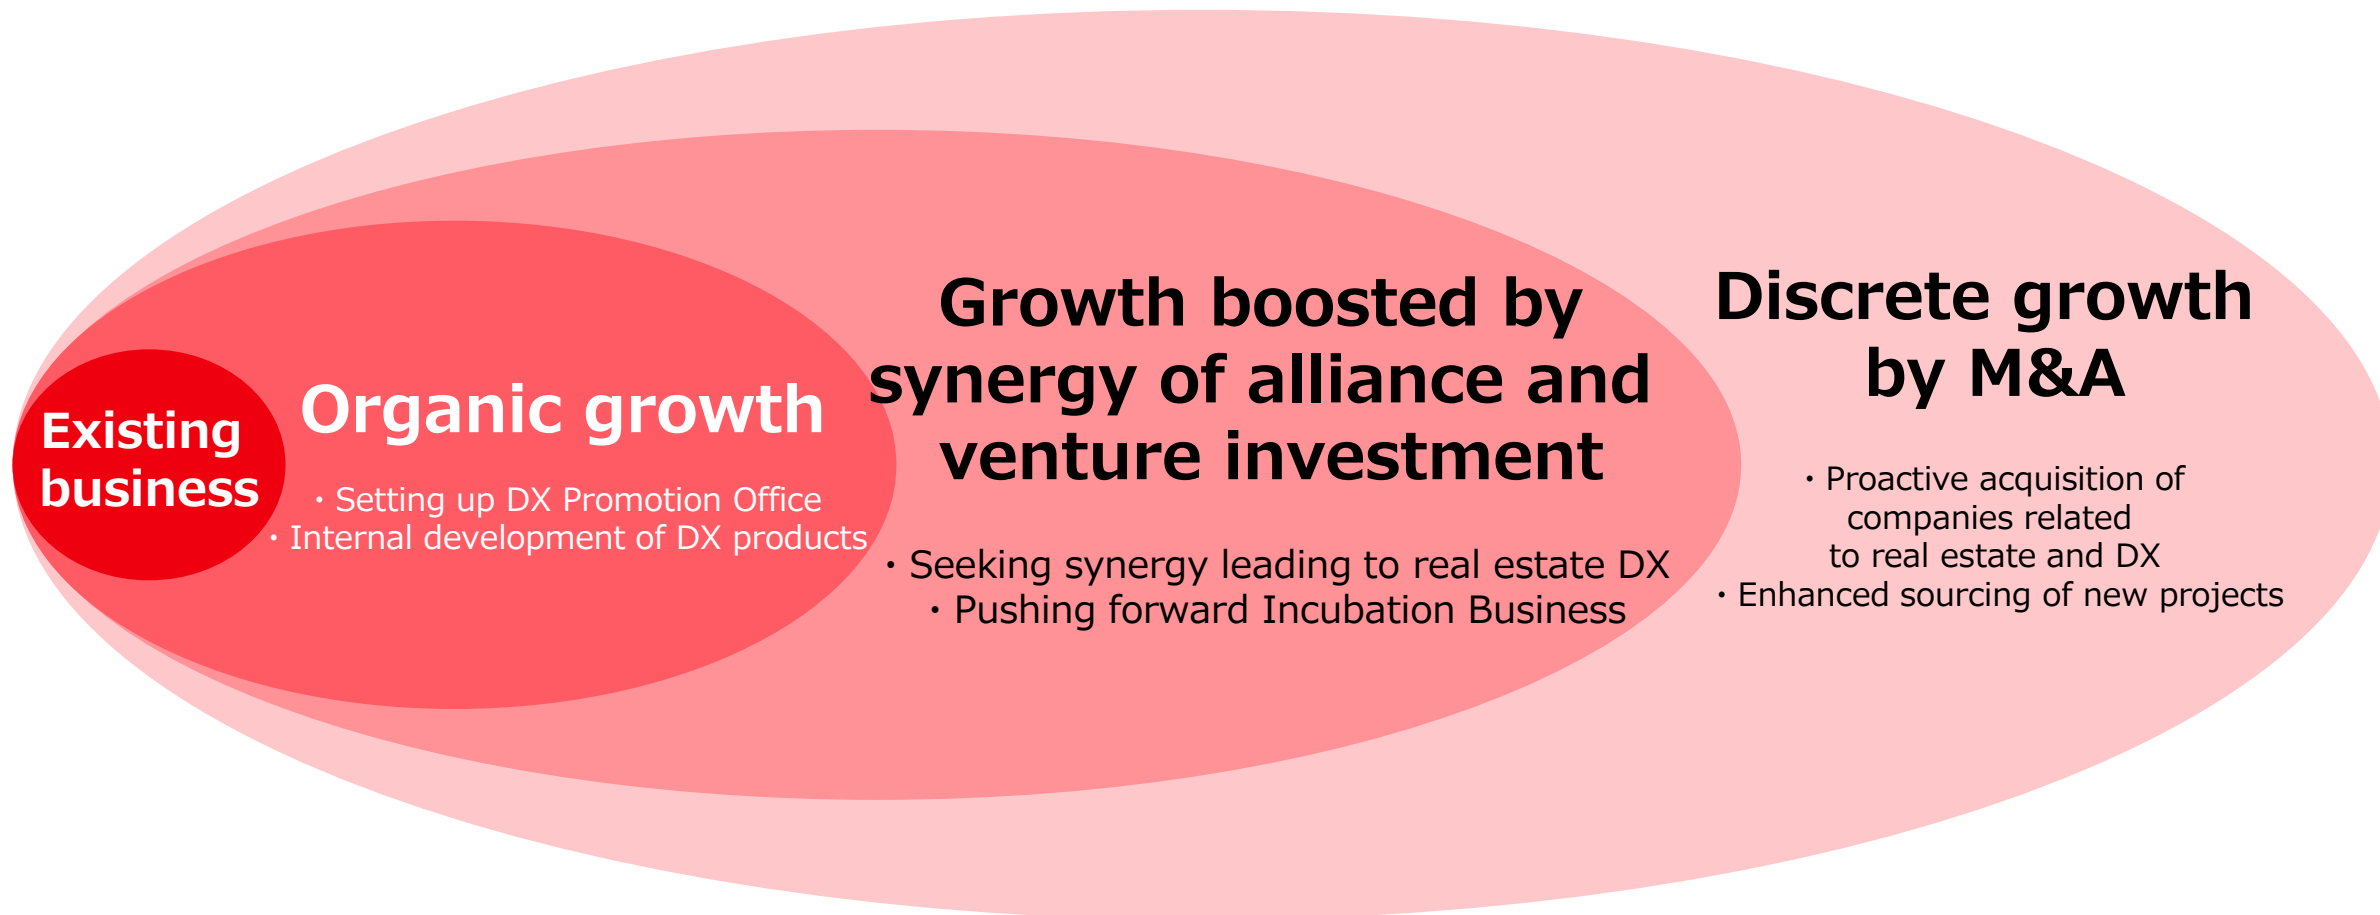 Existing
business
Organic growth
・Setting up DX Promotion Office
・Internal development of DX products
Growth boosted by
synergy of alliance and
venture investment
・Seeking synergy leading to real estate DX
・Pushing forward Incubation Business
Discrete growth
by M&A
・Proactive acquisition of
companies related
to real estate and DX
・Enhanced sourcing of new projects